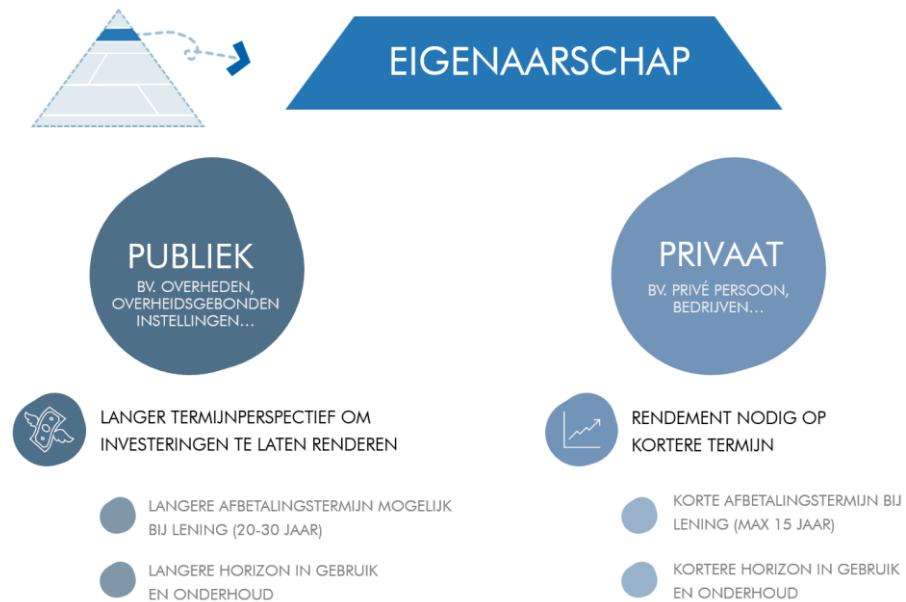 EIGENAARSCHAP
PUBLIEK
BV. OVERHEDEN,
OVERHEIDSGEBONDEN
INSTELLINGEN...
LANGER TERMIJNPERSPECTIEF OM
INVESTERINGEN TE LATEN RENDEREN
LANGERE AFBETALINGSTERMIJN MOGELIJK
BIJ LENING (20-30 JAAR)
LANGERE HORIZON IN GEBRUIK
EN ONDERHOUD
PRIVAAT
BV. PRIVÉ PERSOON,
BEDRIJVEN...
RENDEMENT NODIG OP
KORTERE TERMIJN
KORTE AFBETALINGSTERMIJN BIJ
LENING (MAX 15 JAAR)
KORTERE HORIZON IN GEBRUIK
EN ONDERHOUD